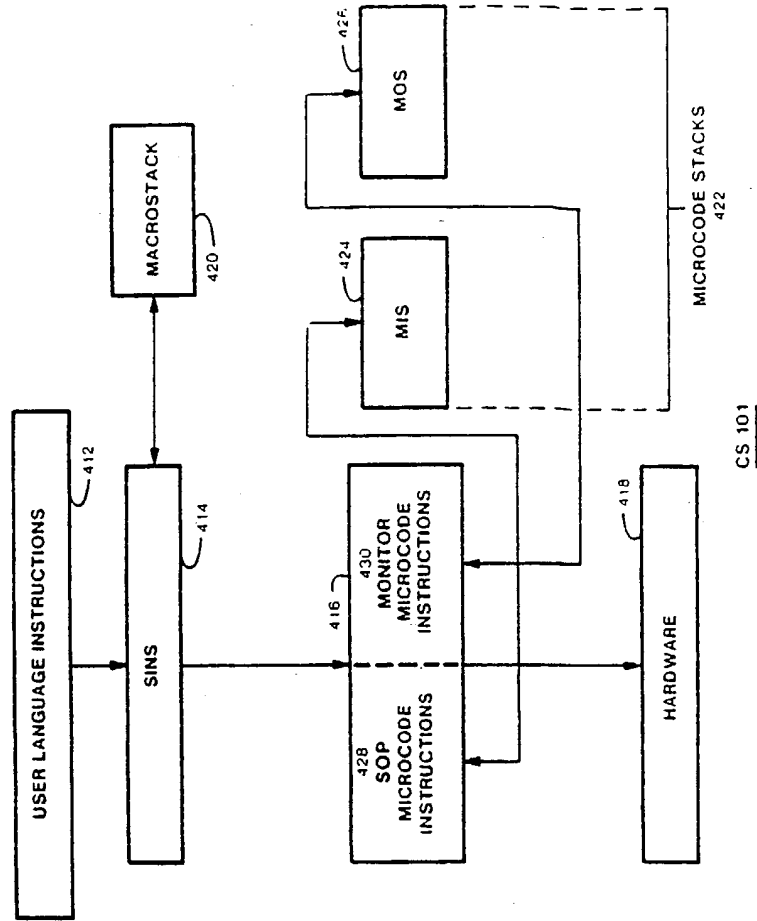 USER LANGUAGE INSTRUCTIONS
412
SINS
414
MACROSTACK
420
416
428
SOP
MICROCODE
INSTRUCTIONS
430
MONITOR
MICROCODE
INSTRUCTIONS
HARDWARE
418
MIS
424
MOS
426
MICROCODE STACKS
422
CS 101